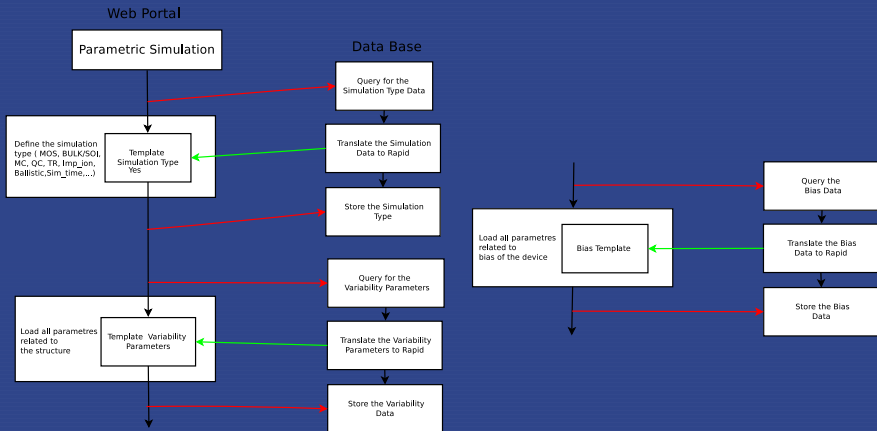 Web Portal
Parametric Simulation
Data Base
Query for the
Simulation Type Data
Define the simulation
type ( MOS, BULK/SOI,
MC, QC, TR, Imp_ion,
Ballistic,Sim_time,...)
Template
Simulation Type
Yes
Translate the Simulation
Data to Rapid
Store the Simulation
Type
Query for the
Variability Parameters
Load all parametres
related to
the structure
Template Variability
Parameters
Translate the Variability
Parameters to Rapid
Store the Variability
Data
Query the
Bias Data
Load all parametres
related to
bias of the device
Bias Template
Translate the Bias
Data to Rapid
Store the Bias
Data